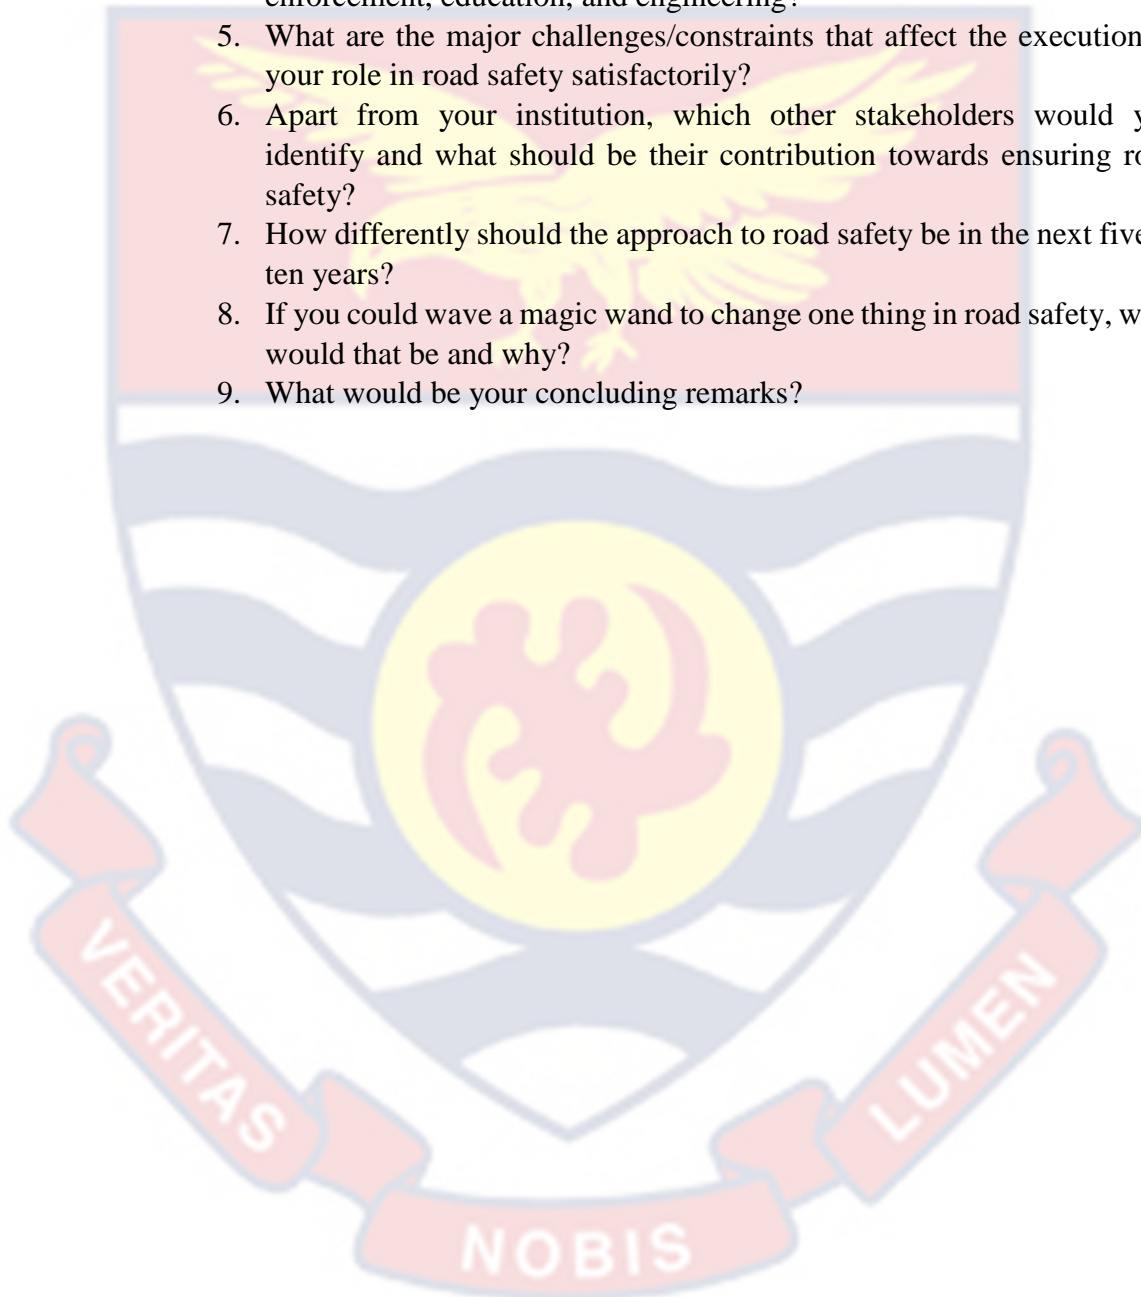 enforcement, education, and engineering?
5. What are the major challenges/constraints that affect the execution
your role in road safety satisfactorily?
6. Apart from your institution, which other stakeholders would y
identify and what should be their contribution towards ensuring ro
safety?
7. How differently should the approach to road safety be in the next five
ten years?
8. If you could wave a magic wand to change one thing in road safety, w
would that be and why?
9. What would be your concluding remarks?
VERITAS
NOBIS
LUMEN